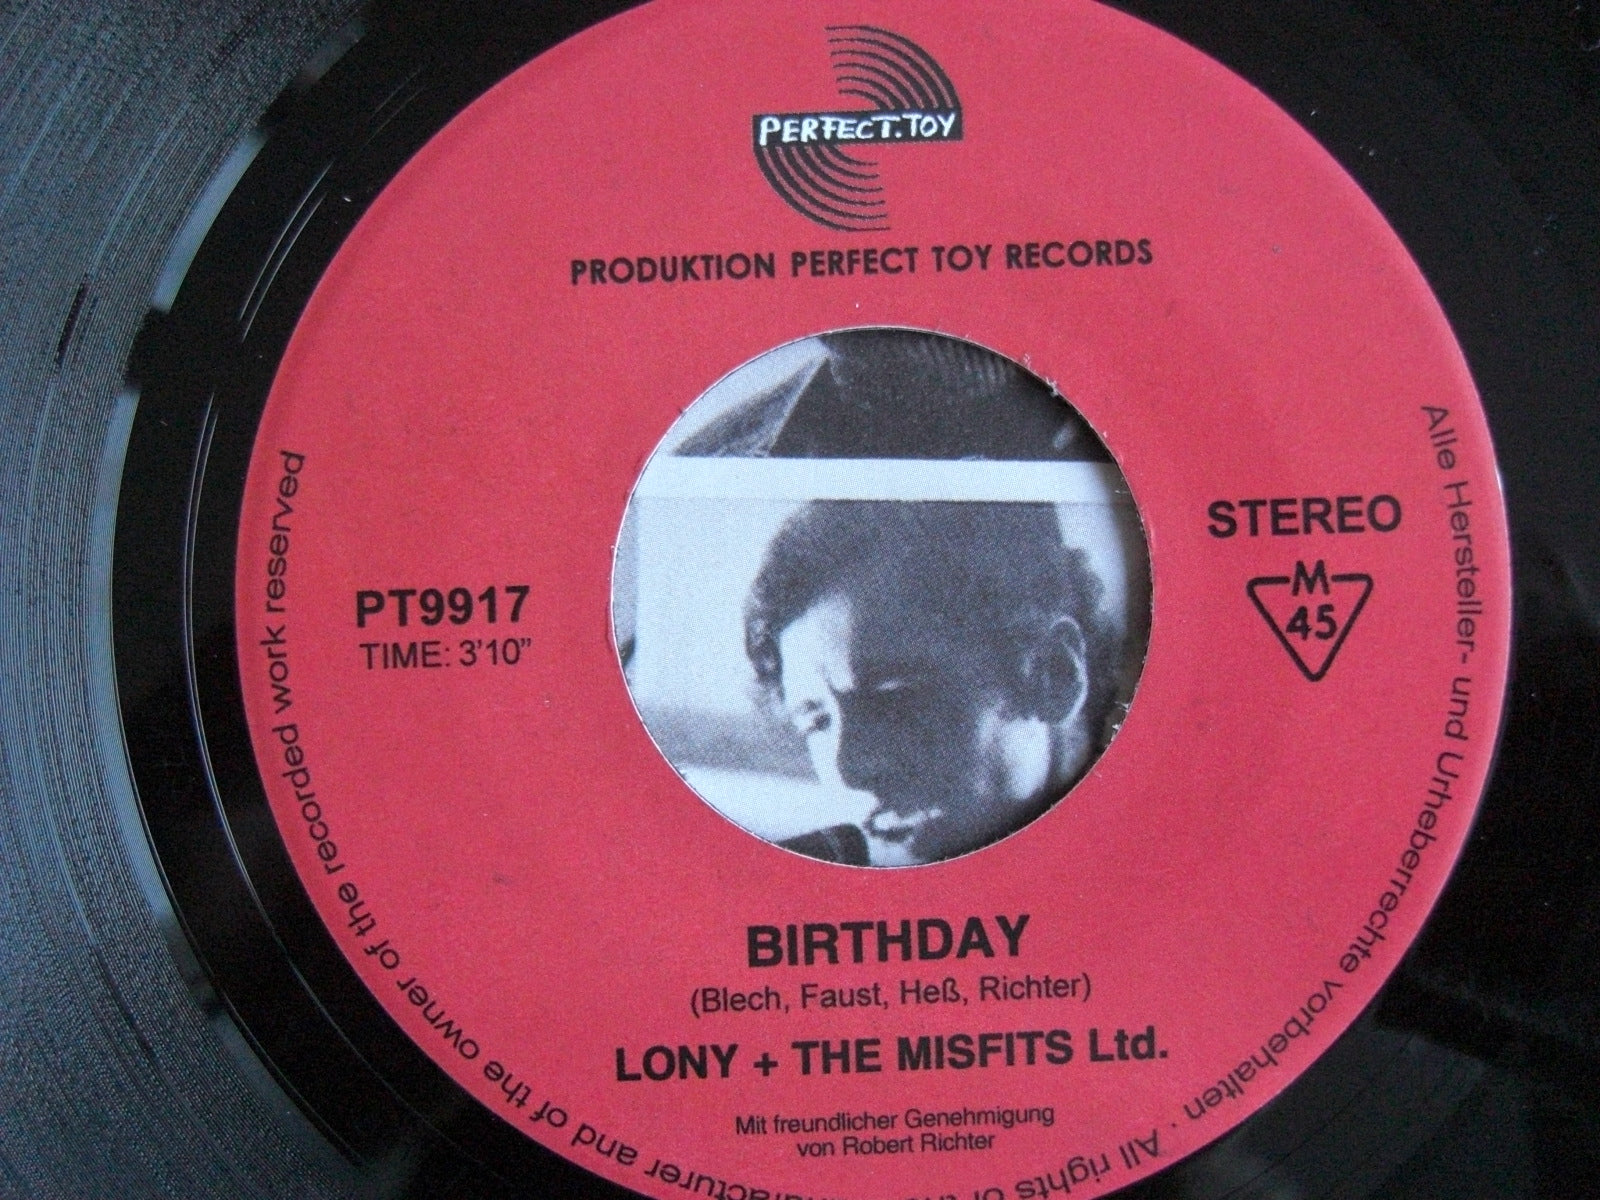 PERFECT.TOY
PRODUKTION PERFECT TOY RECORDS
STEREO
M
45
PT9917
TIME: 3'10"
BIRTHDAY
(Blech, Faust, Heß, Richter)
LONY + THE MISFITS Ltd.
Mit freundlicher Genehmigung
von Robert Richter
Alle Hersteller- und Urheberrechte vorbehalten · All rights of and of the owner of the recorded work reserved